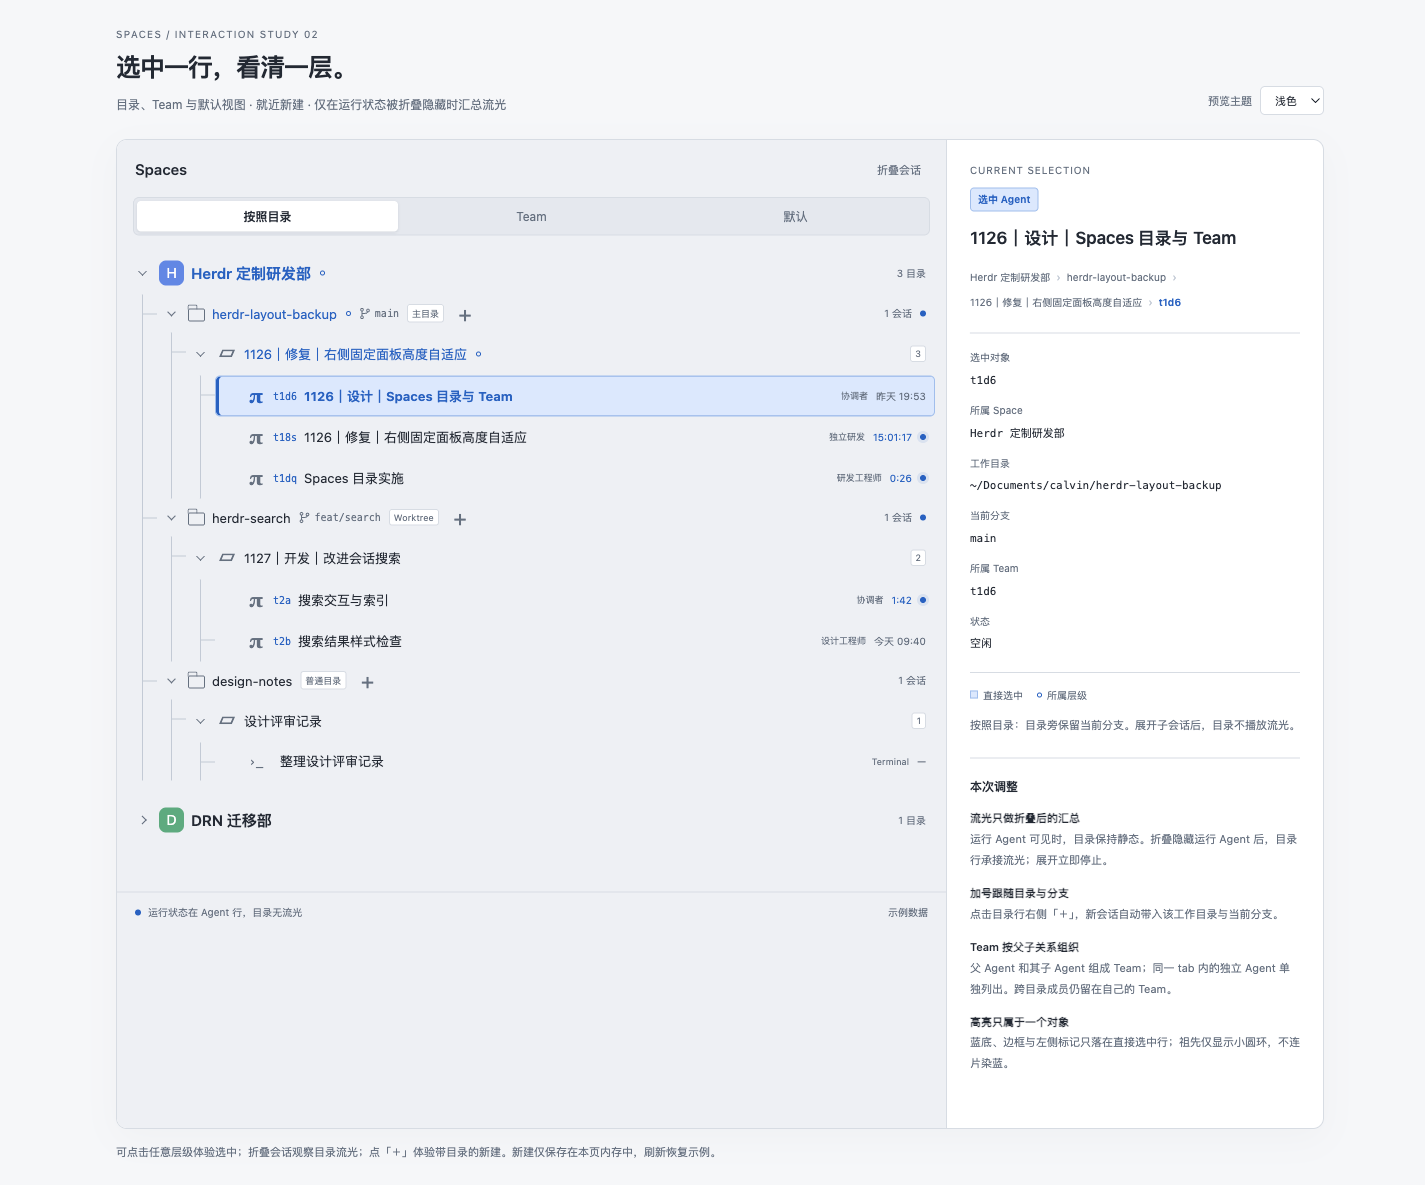 SPACES / INTERACTION STUDY 02
选中一行，看清一层。
目录、Team 与默认视图 · 就近新建 · 仅在运行状态被折叠隐藏时汇总流光
预览主题 浅色
Spaces 折叠会话
按照目录 Team 默认
H Herdr 定制研发部 3 目录
herdr-layout-backup main 主目录 + 1 会话
1126｜修复｜右侧固定面板高度自适应 3
π t1d6 1126｜设计｜Spaces 目录与 Team 协调者 昨天 19:53
π t18s 1126｜修复｜右侧固定面板高度自适应 独立研发 15:01:17
π t1dq Spaces 目录实施 研发工程师 0:26
herdr-search feat/search Worktree + 1 会话
1127｜开发｜改进会话搜索 2
π t2a 搜索交互与索引 协调者 1:42
π t2b 搜索结果样式检查 设计工程师 今天 09:40
design-notes 普通目录 + 1 会话
设计评审记录 1
›_ 整理设计评审记录 Terminal —
D DRN 迁移部 1 目录
运行状态在 Agent 行，目录无流光 示例数据
CURRENT SELECTION
选中 Agent
1126｜设计｜Spaces 目录与 Team
Herdr 定制研发部 › herdr-layout-backup ›
1126｜修复｜右侧固定面板高度自适应 › t1d6
选中对象
t1d6
所属 Space
Herdr 定制研发部
工作目录
~/Documents/calvin/herdr-layout-backup
当前分支
main
所属 Team
t1d6
状态
空闲
直接选中 所属层级
按照目录：目录旁保留当前分支。展开子会话后，目录不播放流光。
本次调整
流光只做折叠后的汇总
运行 Agent 可见时，目录保持静态。折叠隐藏运行 Agent 后，目录
行承接流光；展开立即停止。
加号跟随目录与分支
点击目录行右侧「＋」，新会话自动带入该工作目录与当前分支。
Team 按父子关系组织
父 Agent 和其子 Agent 组成 Team；同一 tab 内的独立 Agent 单
独列出。跨目录成员仍留在自己的 Team。
高亮只属于一个对象
蓝底、边框与左侧标记只落在直接选中行；祖先仅显示小圆环，不连
片染蓝。
可点击任意层级体验选中；折叠会话观察目录流光；点「＋」体验带目录的新建。新建仅保存在本页内存中，刷新恢复示例。